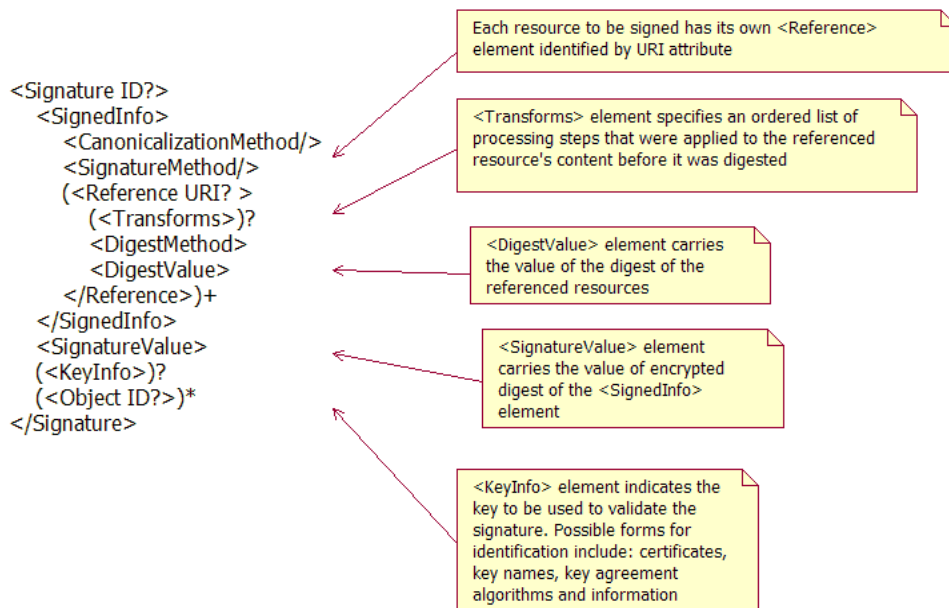 Each resource to be signed has its own <Reference>
element identified by URI attribute
<Signature ID?>
<SignedInfo>
<CanonicalizationMethod/>
<SignatureMethod/>
(<Reference URI? >
(<Transforms>)?
<DigestMethod>
<DigestValue>
</Reference>)+
</SignedInfo>
<SignatureValue>
(<KeyInfo>)?
(<Object ID?>)*
</Signature>
<Transforms> element specifies an ordered list of
processing steps that were applied to the referenced
resource's content before it was digested
<DigestValue> element carries
the value of the digest of the
referenced resources
<SignatureValue> element
carries the value of encrypted
digest of the <SignedInfo>
element
<KeyInfo> element indicates the
key to be used to validate the
signature. Possible forms for
identification include: certificates,
key names, key agreement
algorithms and information